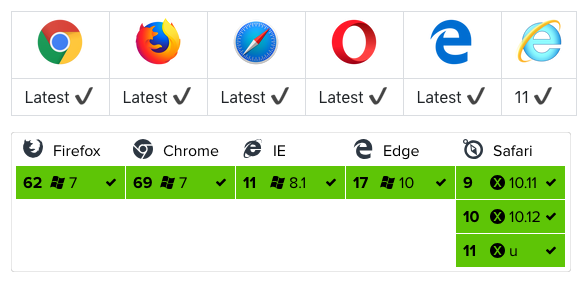 Latest ✔ Latest ✔ Latest ✔ Latest ✔ Latest ✔ 11 ✔
Firefox Chrome IE Edge Safari
62 7 ✔ 69 7 ✔ 11 8.1 ✔ 17 10 ✔ 9 X 10.11 ✔
10 X 10.12 ✔
11 X u ✔